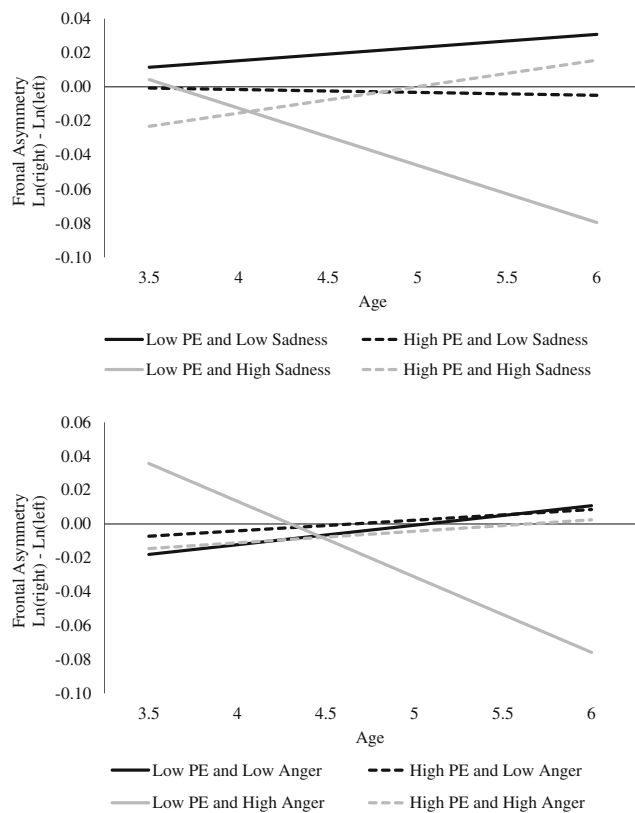 0.04
0.02
0.00
-0.02
-0.04
-0.06
-0.08
-0.10
Fronal Asymmetry
Ln(right) - Ln(left)
3.5 4 4.5 5 5.5 6
Age
Low PE and Low Sadness High PE and Low Sadness
Low PE and High Sadness High PE and High Sadness
0.06
0.04
0.02
0.00
-0.02
-0.04
-0.06
-0.08
-0.10
Frontal Asymmetry
Ln(right) - Ln(left)
3.5 4 4.5 5 5.5 6
Age
Low PE and Low Anger High PE and Low Anger
Low PE and High Anger High PE and High Anger